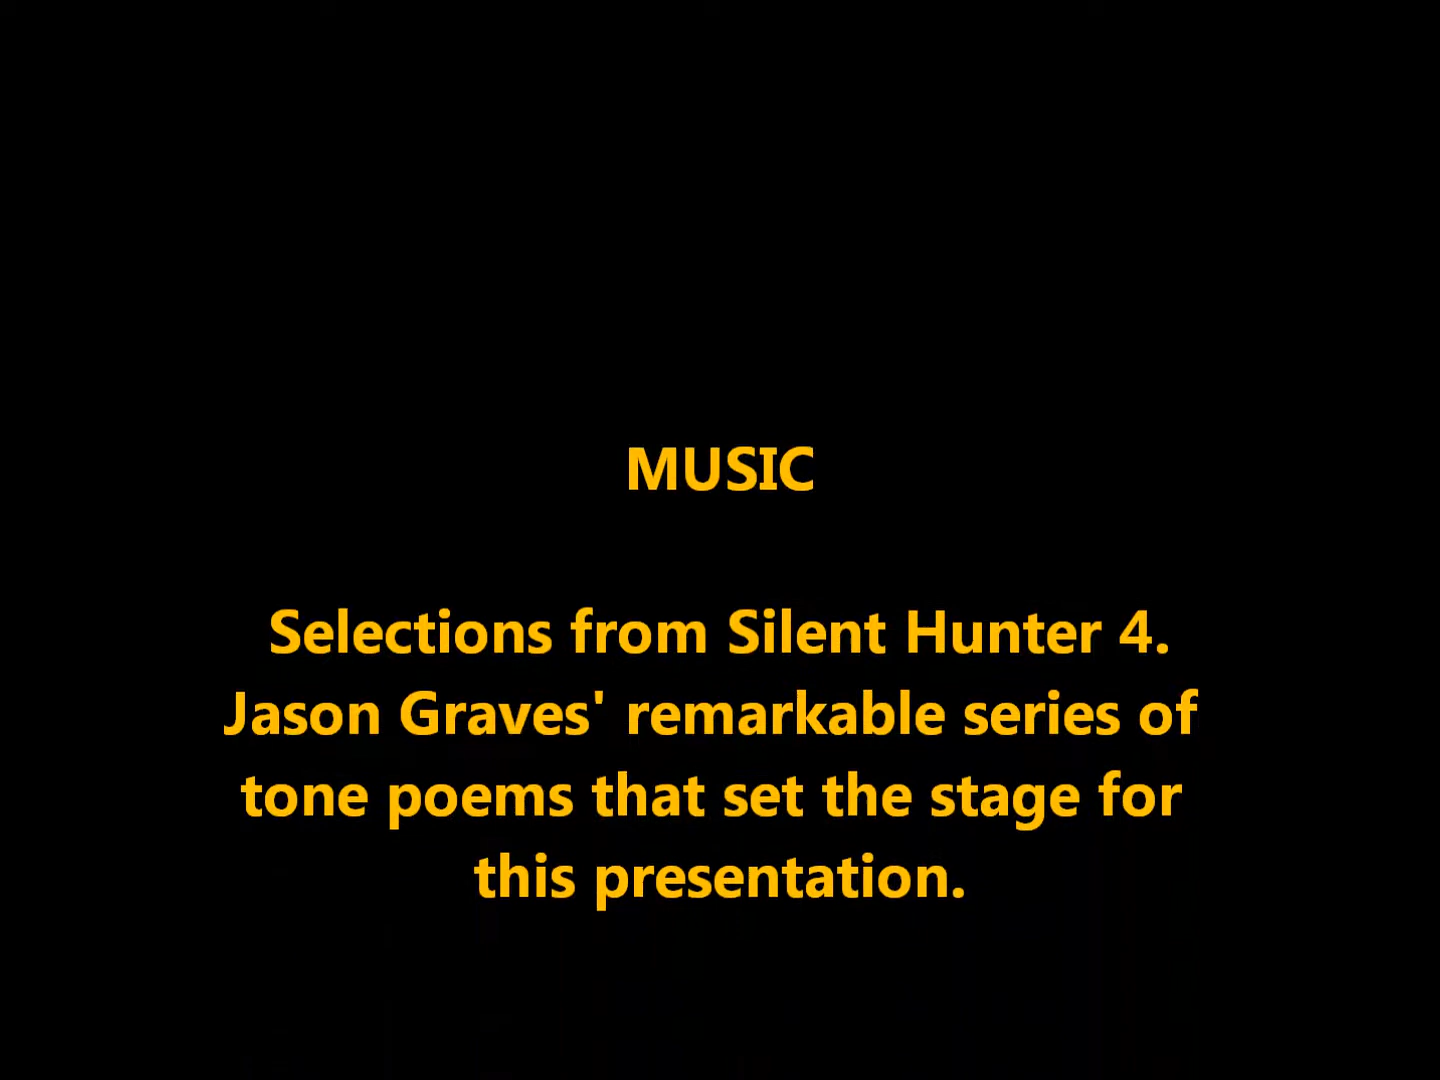 MUSIC
Selections from Silent Hunter 4.
Jason Graves' remarkable series of
tone poems that set the stage for
this presentation.